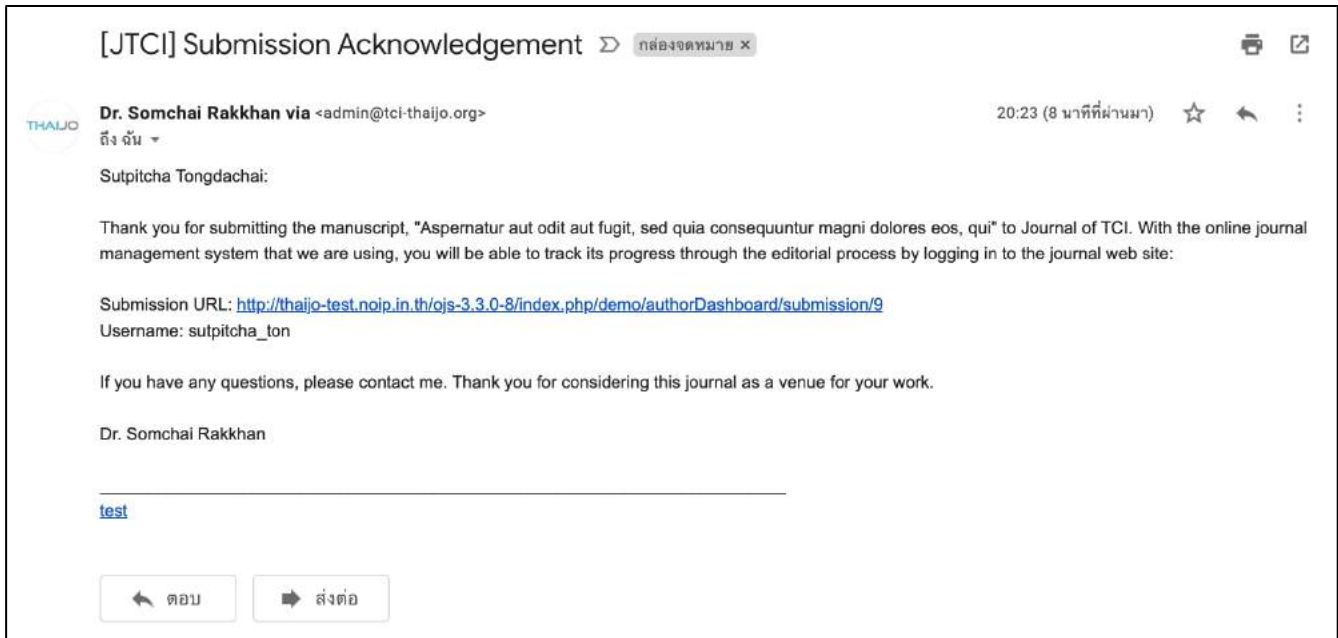 [JTCI] Submission Acknowledgement กล่องจดหมาย ×
THAIJO
Dr. Somchai Rakkhan via <admin@tci-thaijo.org> 20:23 (8 นาทีที่ผ่านมา)
ถึง ฉัน
Sutpitcha Tongdachai:
Thank you for submitting the manuscript, "Aspernatur aut odit aut fugit, sed quia consequuntur magni dolores eos, qui" to Journal of TCI. With the online journal
management system that we are using, you will be able to track its progress through the editorial process by logging in to the journal web site:
Submission URL: http://thaijo-test.noip.in.th/ojs-3.3.0-8/index.php/demo/authorDashboard/submission/9
Username: sutpitcha_ton
If you have any questions, please contact me. Thank you for considering this journal as a venue for your work.
Dr. Somchai Rakkhan
test
ตอบ ส่งต่อ